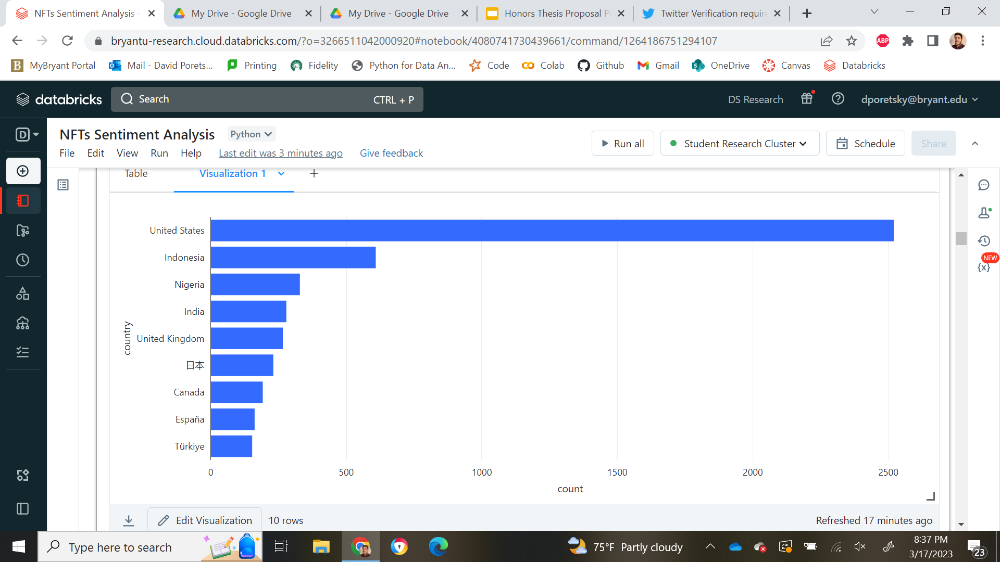 NFTs Sentiment Analysis -
My Drive - Google Drive
My Drive - Google Drive
Honors Thesis Proposal P
Twitter Verification require
bryantu-research.cloud.databricks.com/?o=3266511042000920#notebook/4080741730439661/command/1264186751294107
ABP
B MyBryant Portal
Mail - David Porets...
Printing
Fidelity
Python for Data An...
Code
Colab
Github
Gmail
OneDrive
Canvas
Databricks
databricks
Search
CTRL + P
DS Research
dporetsky@bryant.edu
D
NFTs Sentiment Analysis
Python
File Edit View Run Help
Last edit was 3 minutes ago
Give feedback
Run all
Student Research Cluster
Schedule
Share
Table
Visualization 1
+
NEW
{x}
country
United States
Indonesia
Nigeria
India
United Kingdom
日本
Canada
España
Türkiye
0 500 1000 1500 2000 2500
count
Edit Visualization
10 rows
Refreshed 17 minutes ago
Type here to search
75°F Partly cloudy
8:37 PM
3/17/2023
23